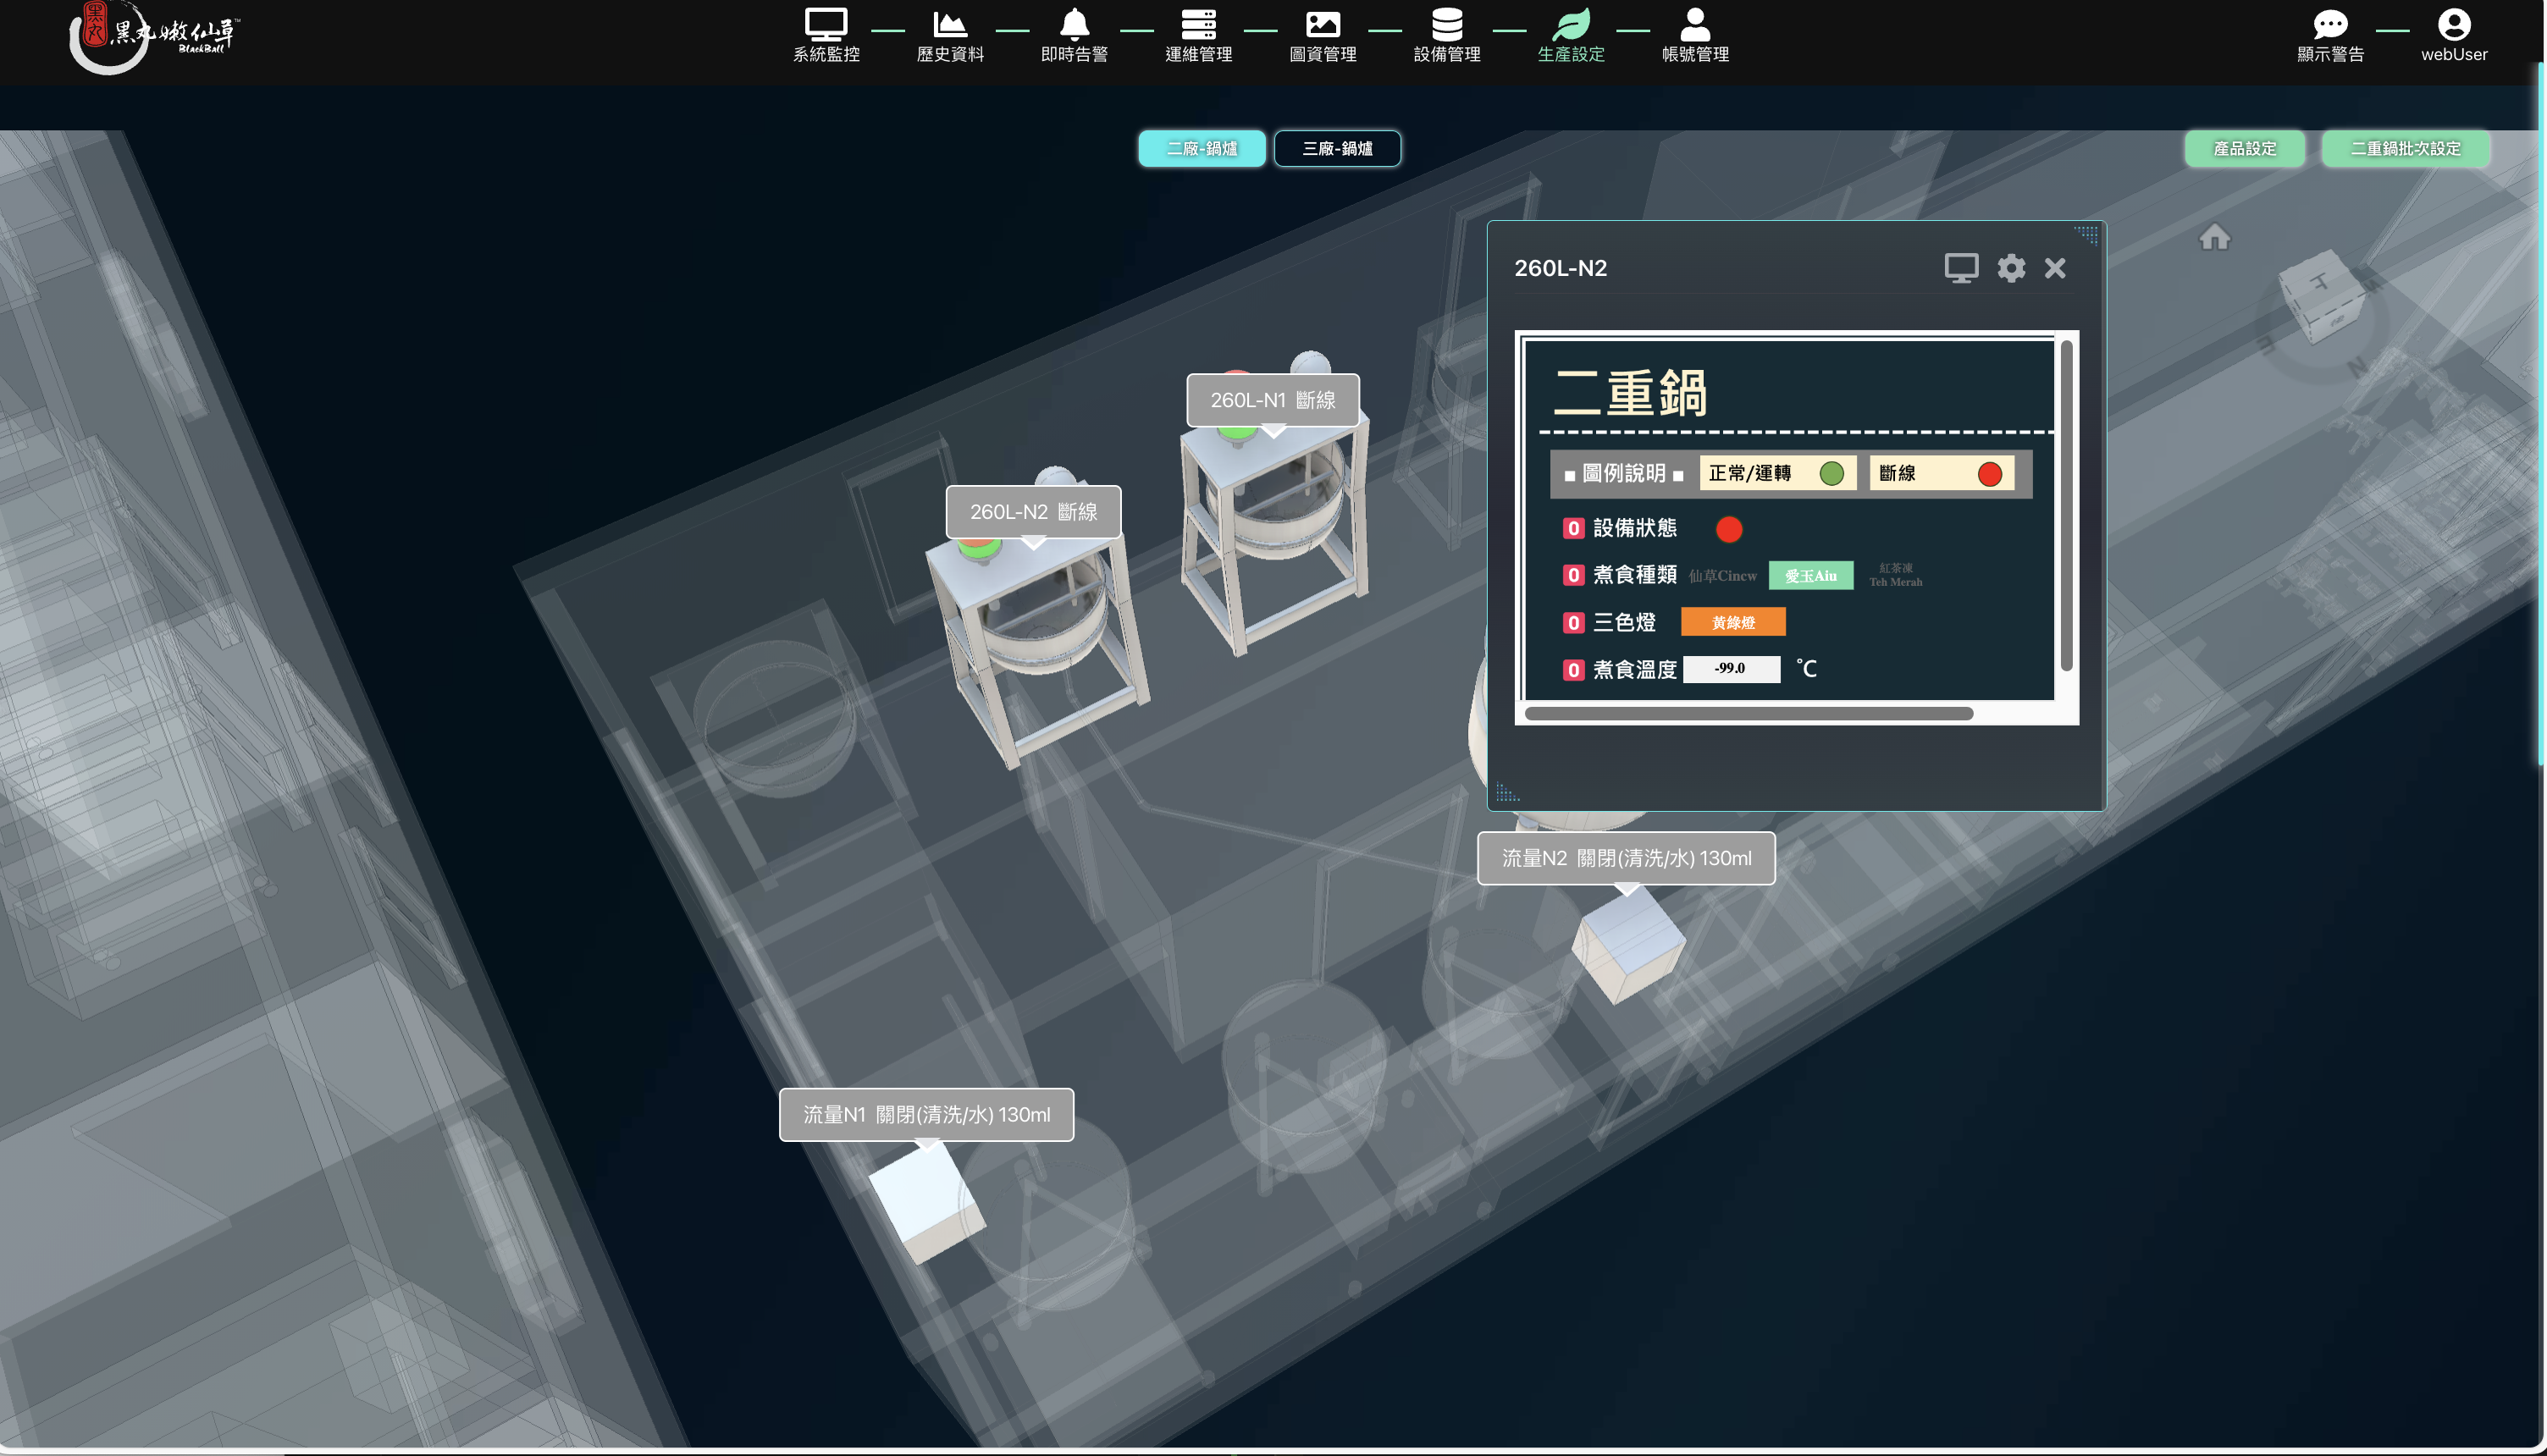 黑丸
黑丸嫩仙草™
BlackBall
系統監控
歷史資料
即時告警
運維管理
圖資管理
設備管理
生產設定
帳號管理
顯示警告
webUser
二廠-鍋爐
三廠-鍋爐
產品設定
二重鍋批次設定
260L-N2
二重鍋
圖例說明
正常/運轉
斷線
0 設備狀態
0 煮食種類 仙草Cincw 愛玉Aiu 紅茶凍
Teh Merah
0 三色燈 黃綠燈
0 煮食溫度 -99.0 ℃
260L-N1 斷線
260L-N2 斷線
流量N2 關閉(清洗/水) 130ml
流量N1 關閉(清洗/水) 130ml
T
N